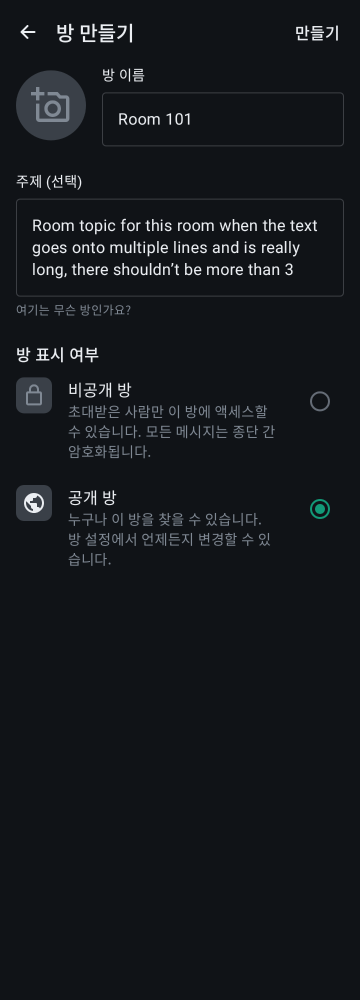 방 만들기
만들기
방 이름
Room 101
주제 (선택)
Room topic for this room when the text
goes onto multiple lines and is really
long, there shouldn’t be more than 3
여기는 무슨 방인가요?
방 표시 여부
비공개 방
초대받은 사람만 이 방에 액세스할
수 있습니다. 모든 메시지는 종단 간
암호화됩니다.
공개 방
누구나 이 방을 찾을 수 있습니다.
방 설정에서 언제든지 변경할 수 있
습니다.